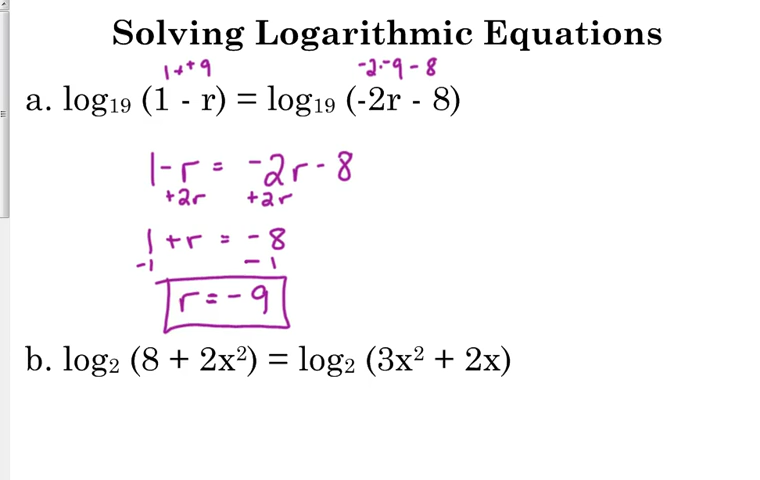 Solving Logarithmic Equations
1 + + 9 -2·-9 - 8
a. log₁₉ (1 - r) = log₁₉ (-2r - 8)
1 - r = -2r - 8
+2r +2r
1 + r = -8
-1 -1
r = -9
b. log₂ (8 + 2x²) = log₂ (3x² + 2x)